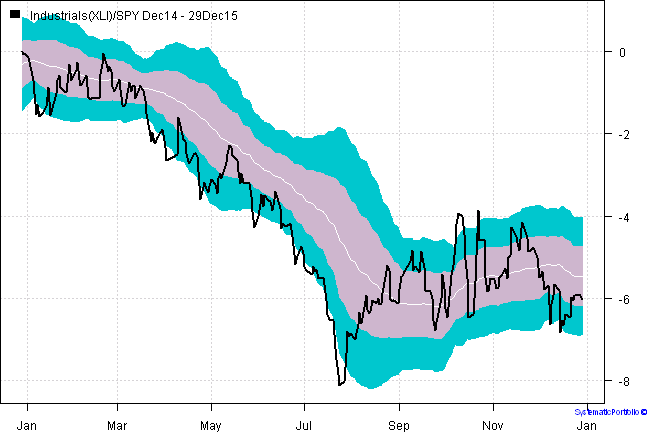 Industrials(XLI)/SPY Dec14 - 29Dec15
0
-2
-4
-6
-8
Jan Mar May Jul Sep Nov Jan
SystematicPortfolio ©